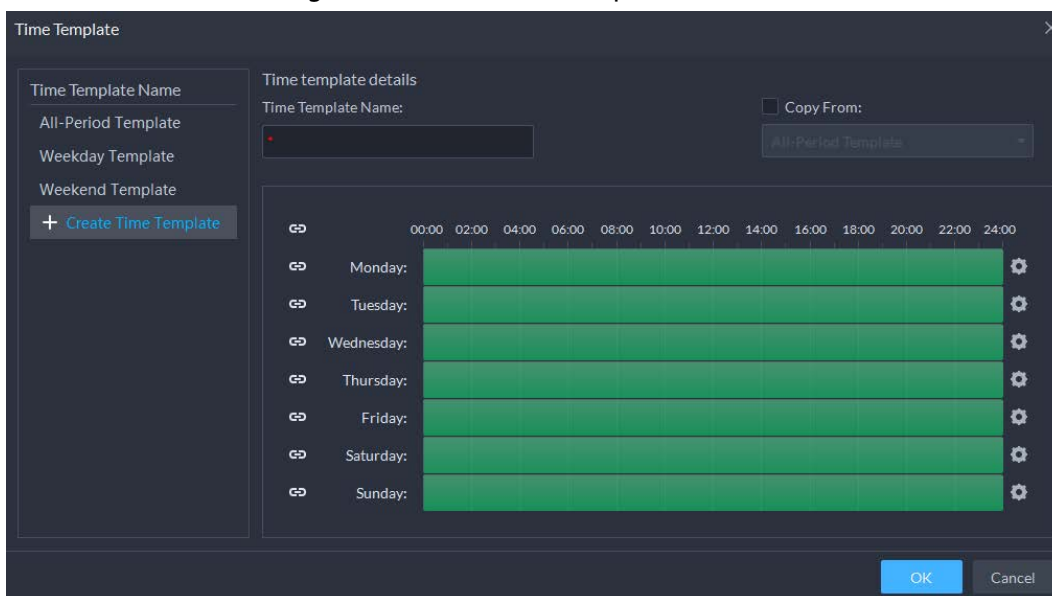 Time Template
Time Template Name
All-Period Template
Weekday Template
Weekend Template
+ Create Time Template
Time template details
Time Template Name:
*
Copy From:
All-Period Template
00:00 02:00 04:00 06:00 08:00 10:00 12:00 14:00 16:00 18:00 20:00 22:00 24:00
Monday:
Tuesday:
Wednesday:
Thursday:
Friday:
Saturday:
Sunday:
OK Cancel